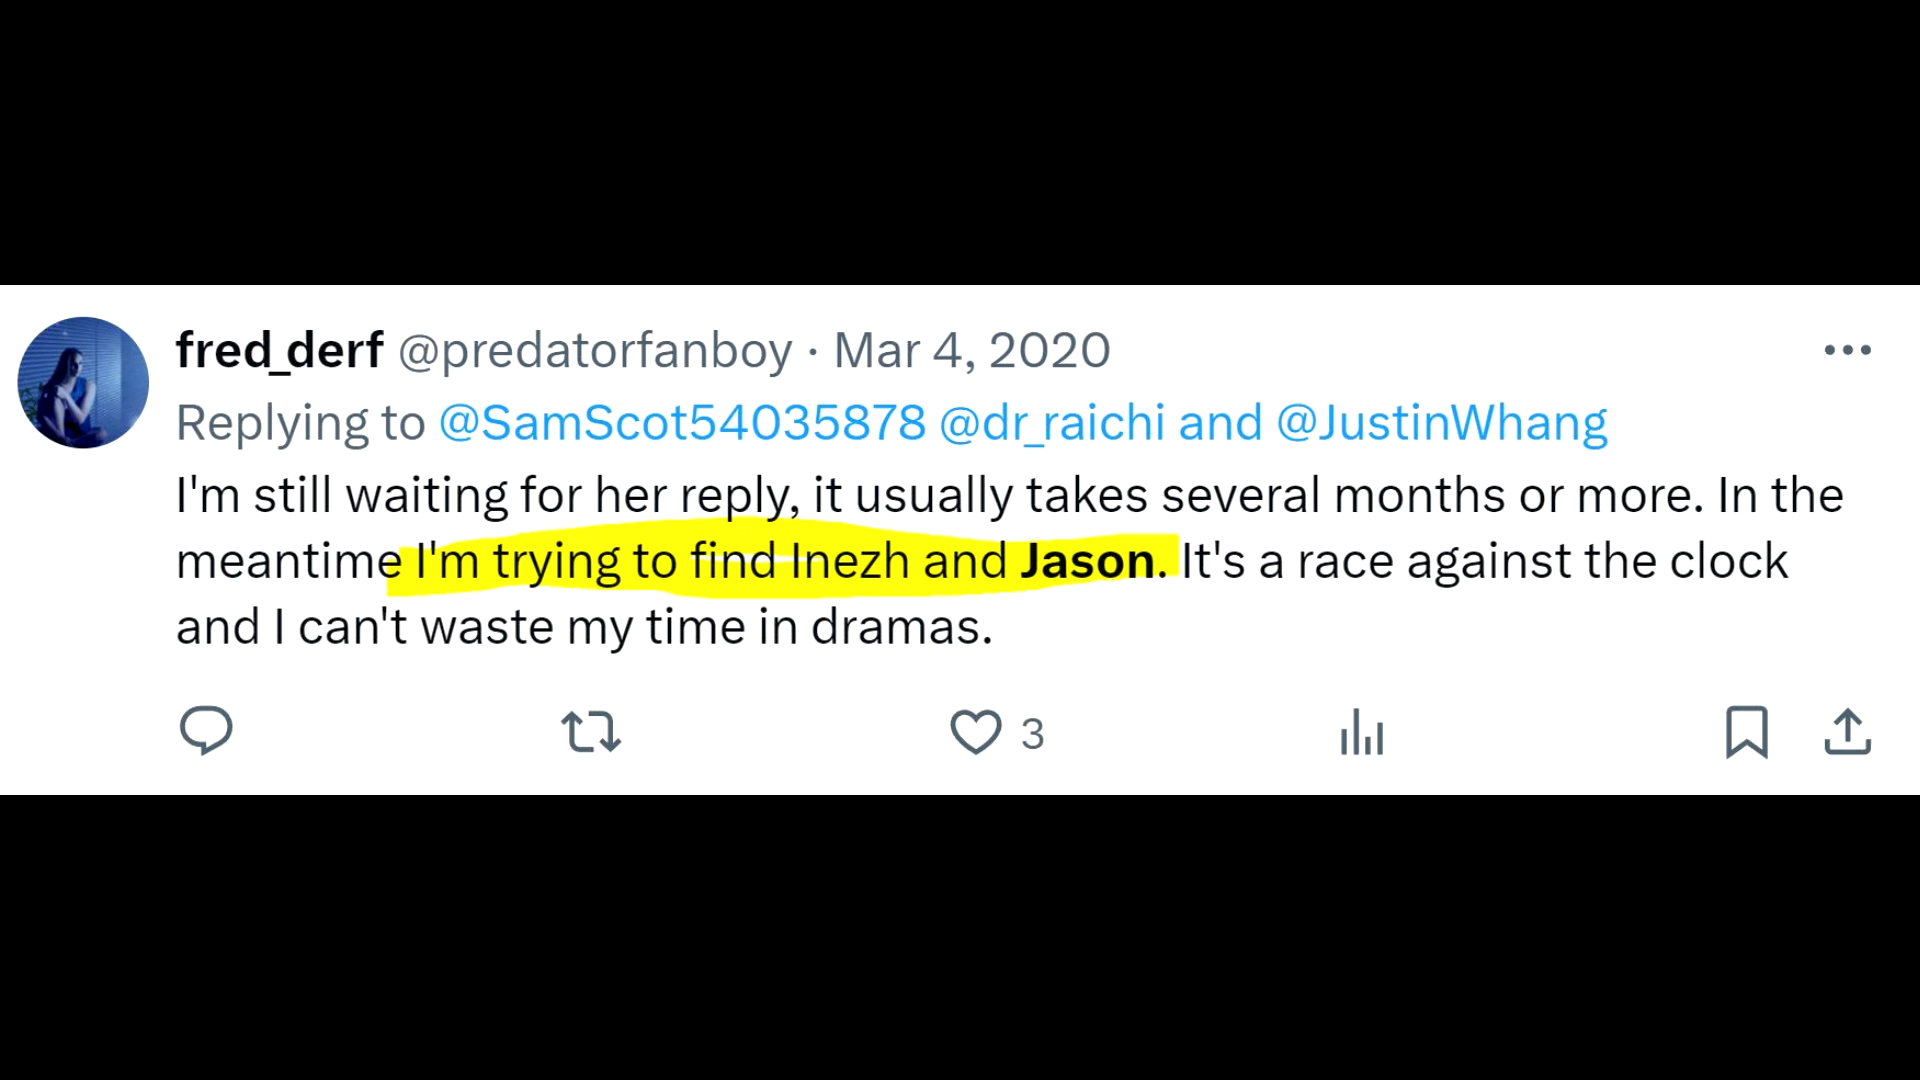 fred_derf @predatorfanboy · Mar 4, 2020
Replying to @SamScot54035878 @dr_raichi and @JustinWhang
I'm still waiting for her reply, it usually takes several months or more. In the
meantime I'm trying to find Inezh and Jason. It's a race against the clock
and I can't waste my time in dramas.
3